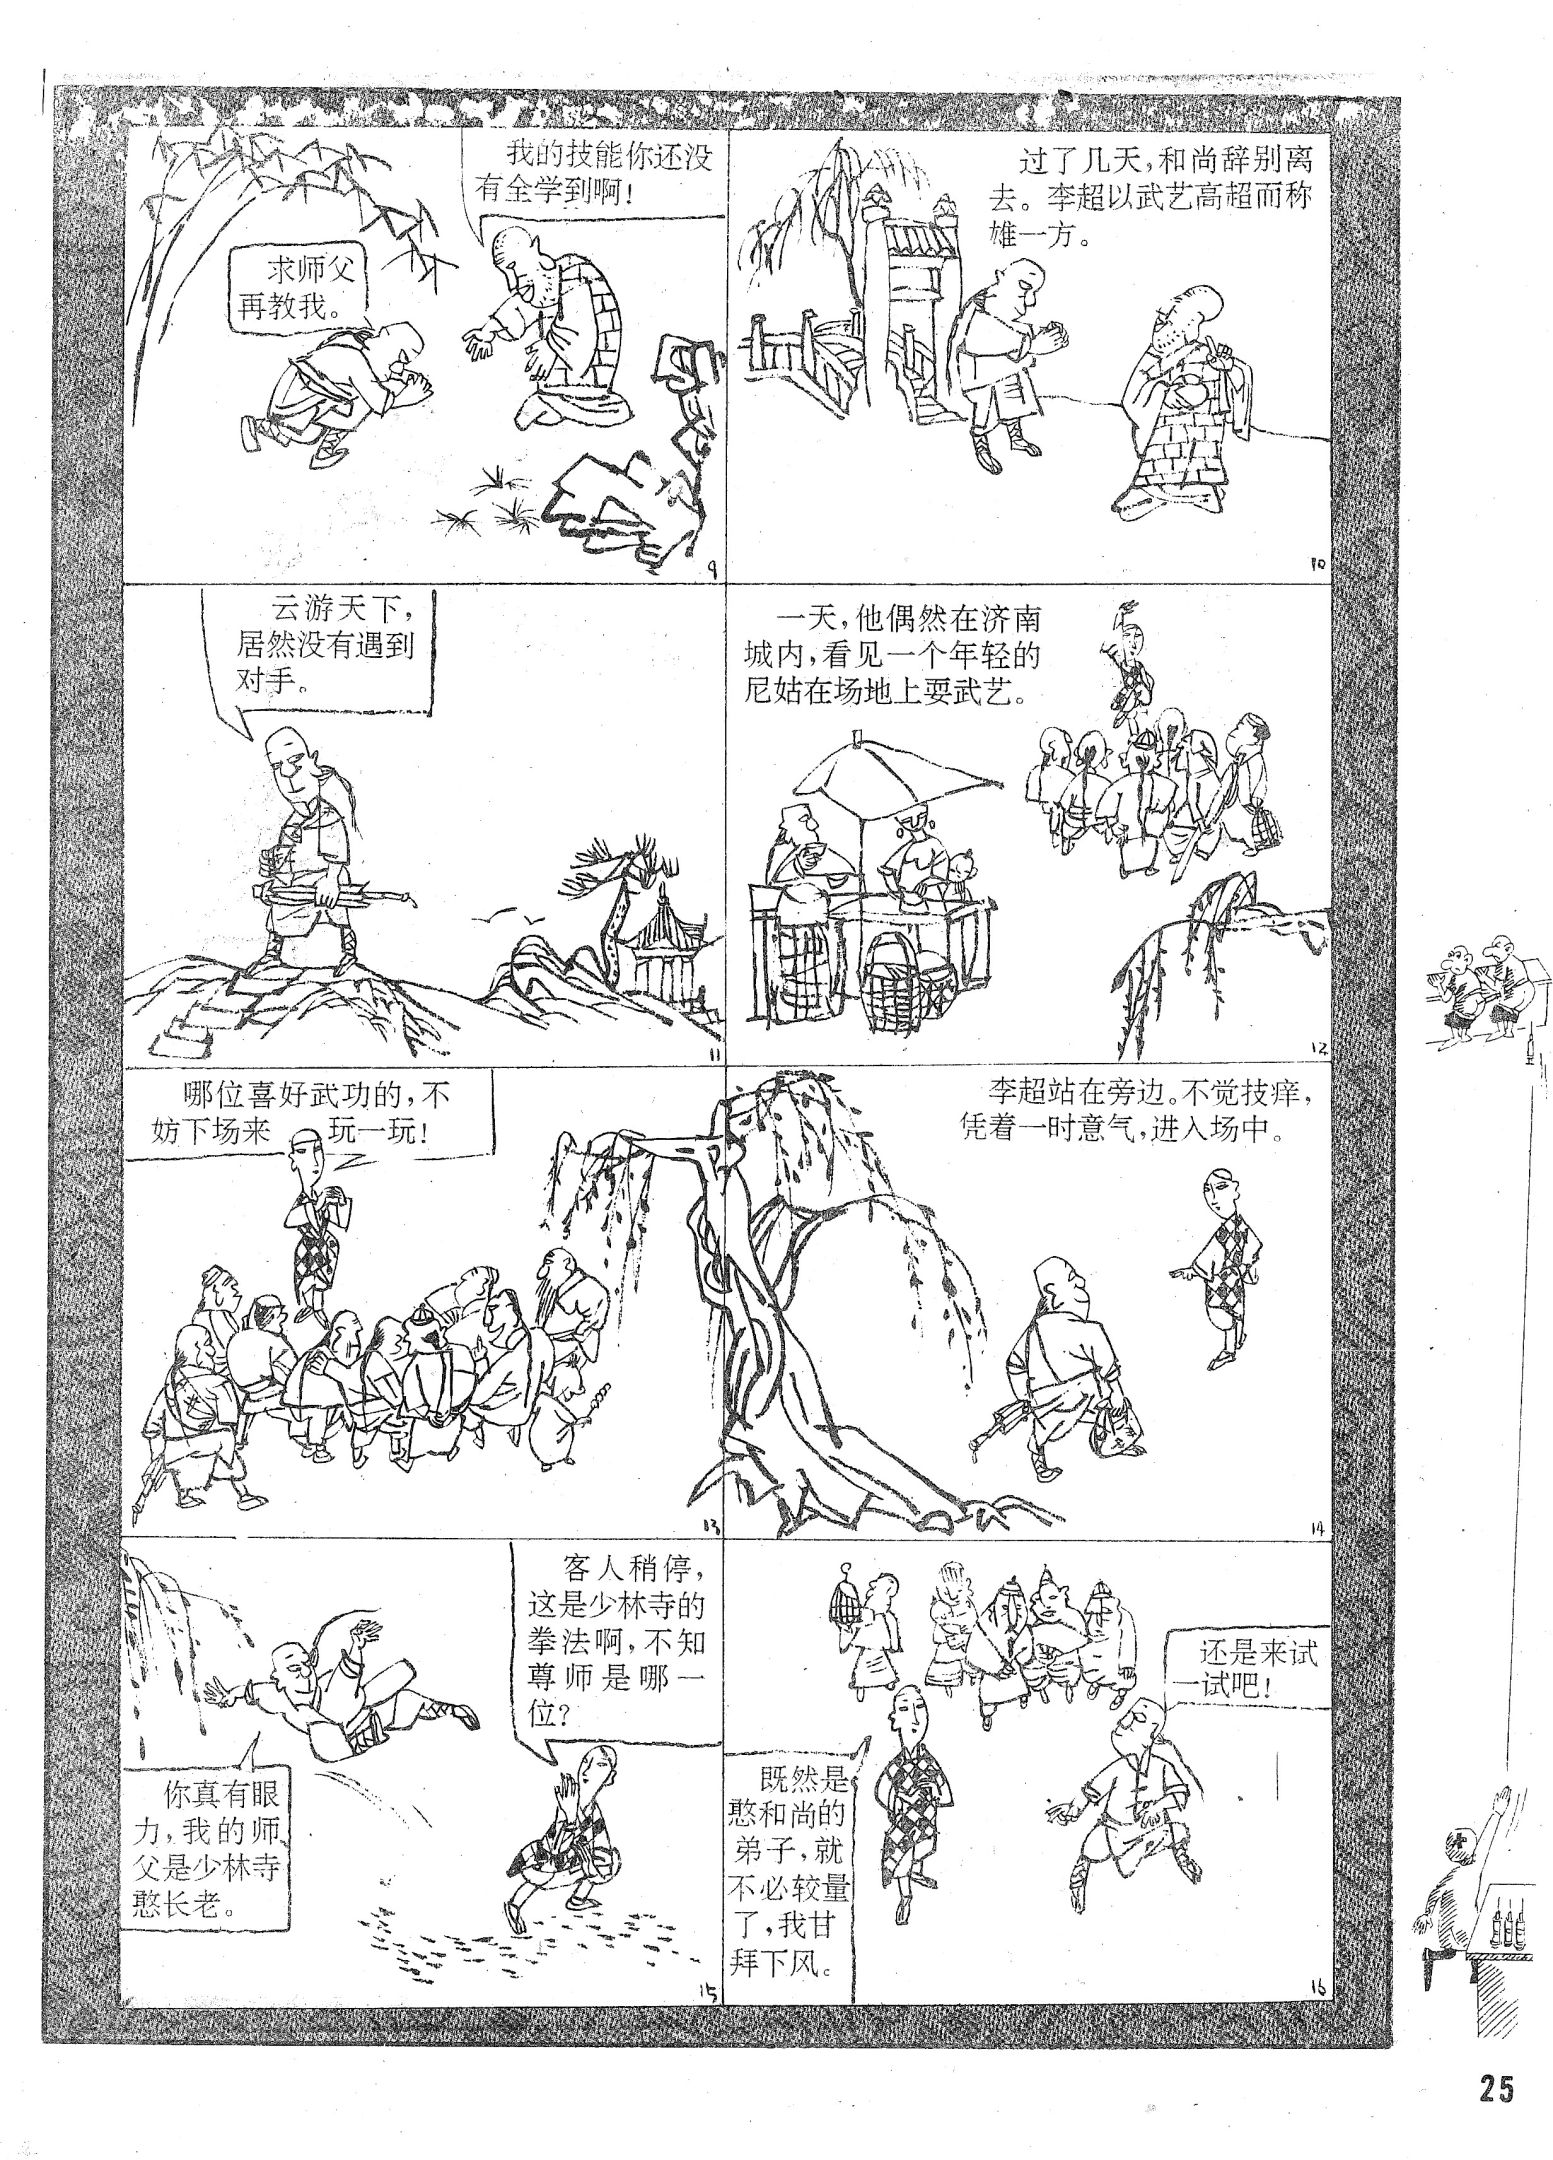 我的技能你还没
有全学到啊!
求师父
再教我。
9
过了几天,和尚辞别离
去。李超以武艺高超而称
雄一方。
10
云游天下,
居然没有遇到
对手。
11
一天,他偶然在济南
城内,看见一个年轻的
尼姑在场地上耍武艺。
12
哪位喜好武功的,不
妨下场来 玩一玩!
13
李超站在旁边。不觉技痒,
凭着一时意气,进入场中。
14
客人稍停,
这是少林寺的
拳法啊,不知
尊师是哪一
位?
你真有眼
力,我的师
父是少林寺
憨长老。
15
还是来试
一试吧!
既然是
憨和尚的
弟子,就
不必较量
了,我甘
拜下风。
16
25